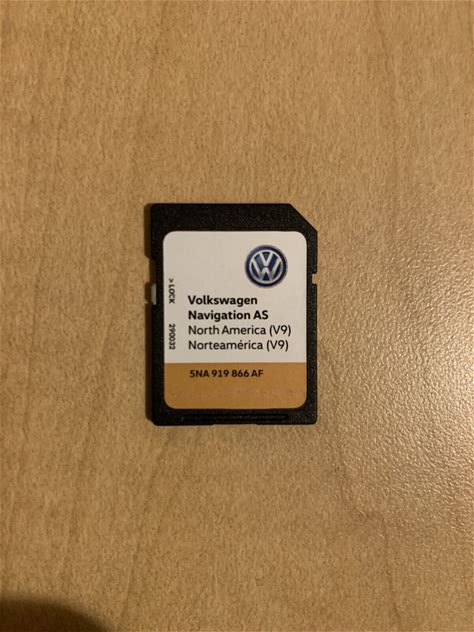 Volkswagen
Navigation AS
North America (V9)
Norteamérica (V9)
5NA 919 866 AF
> LOCK
290032